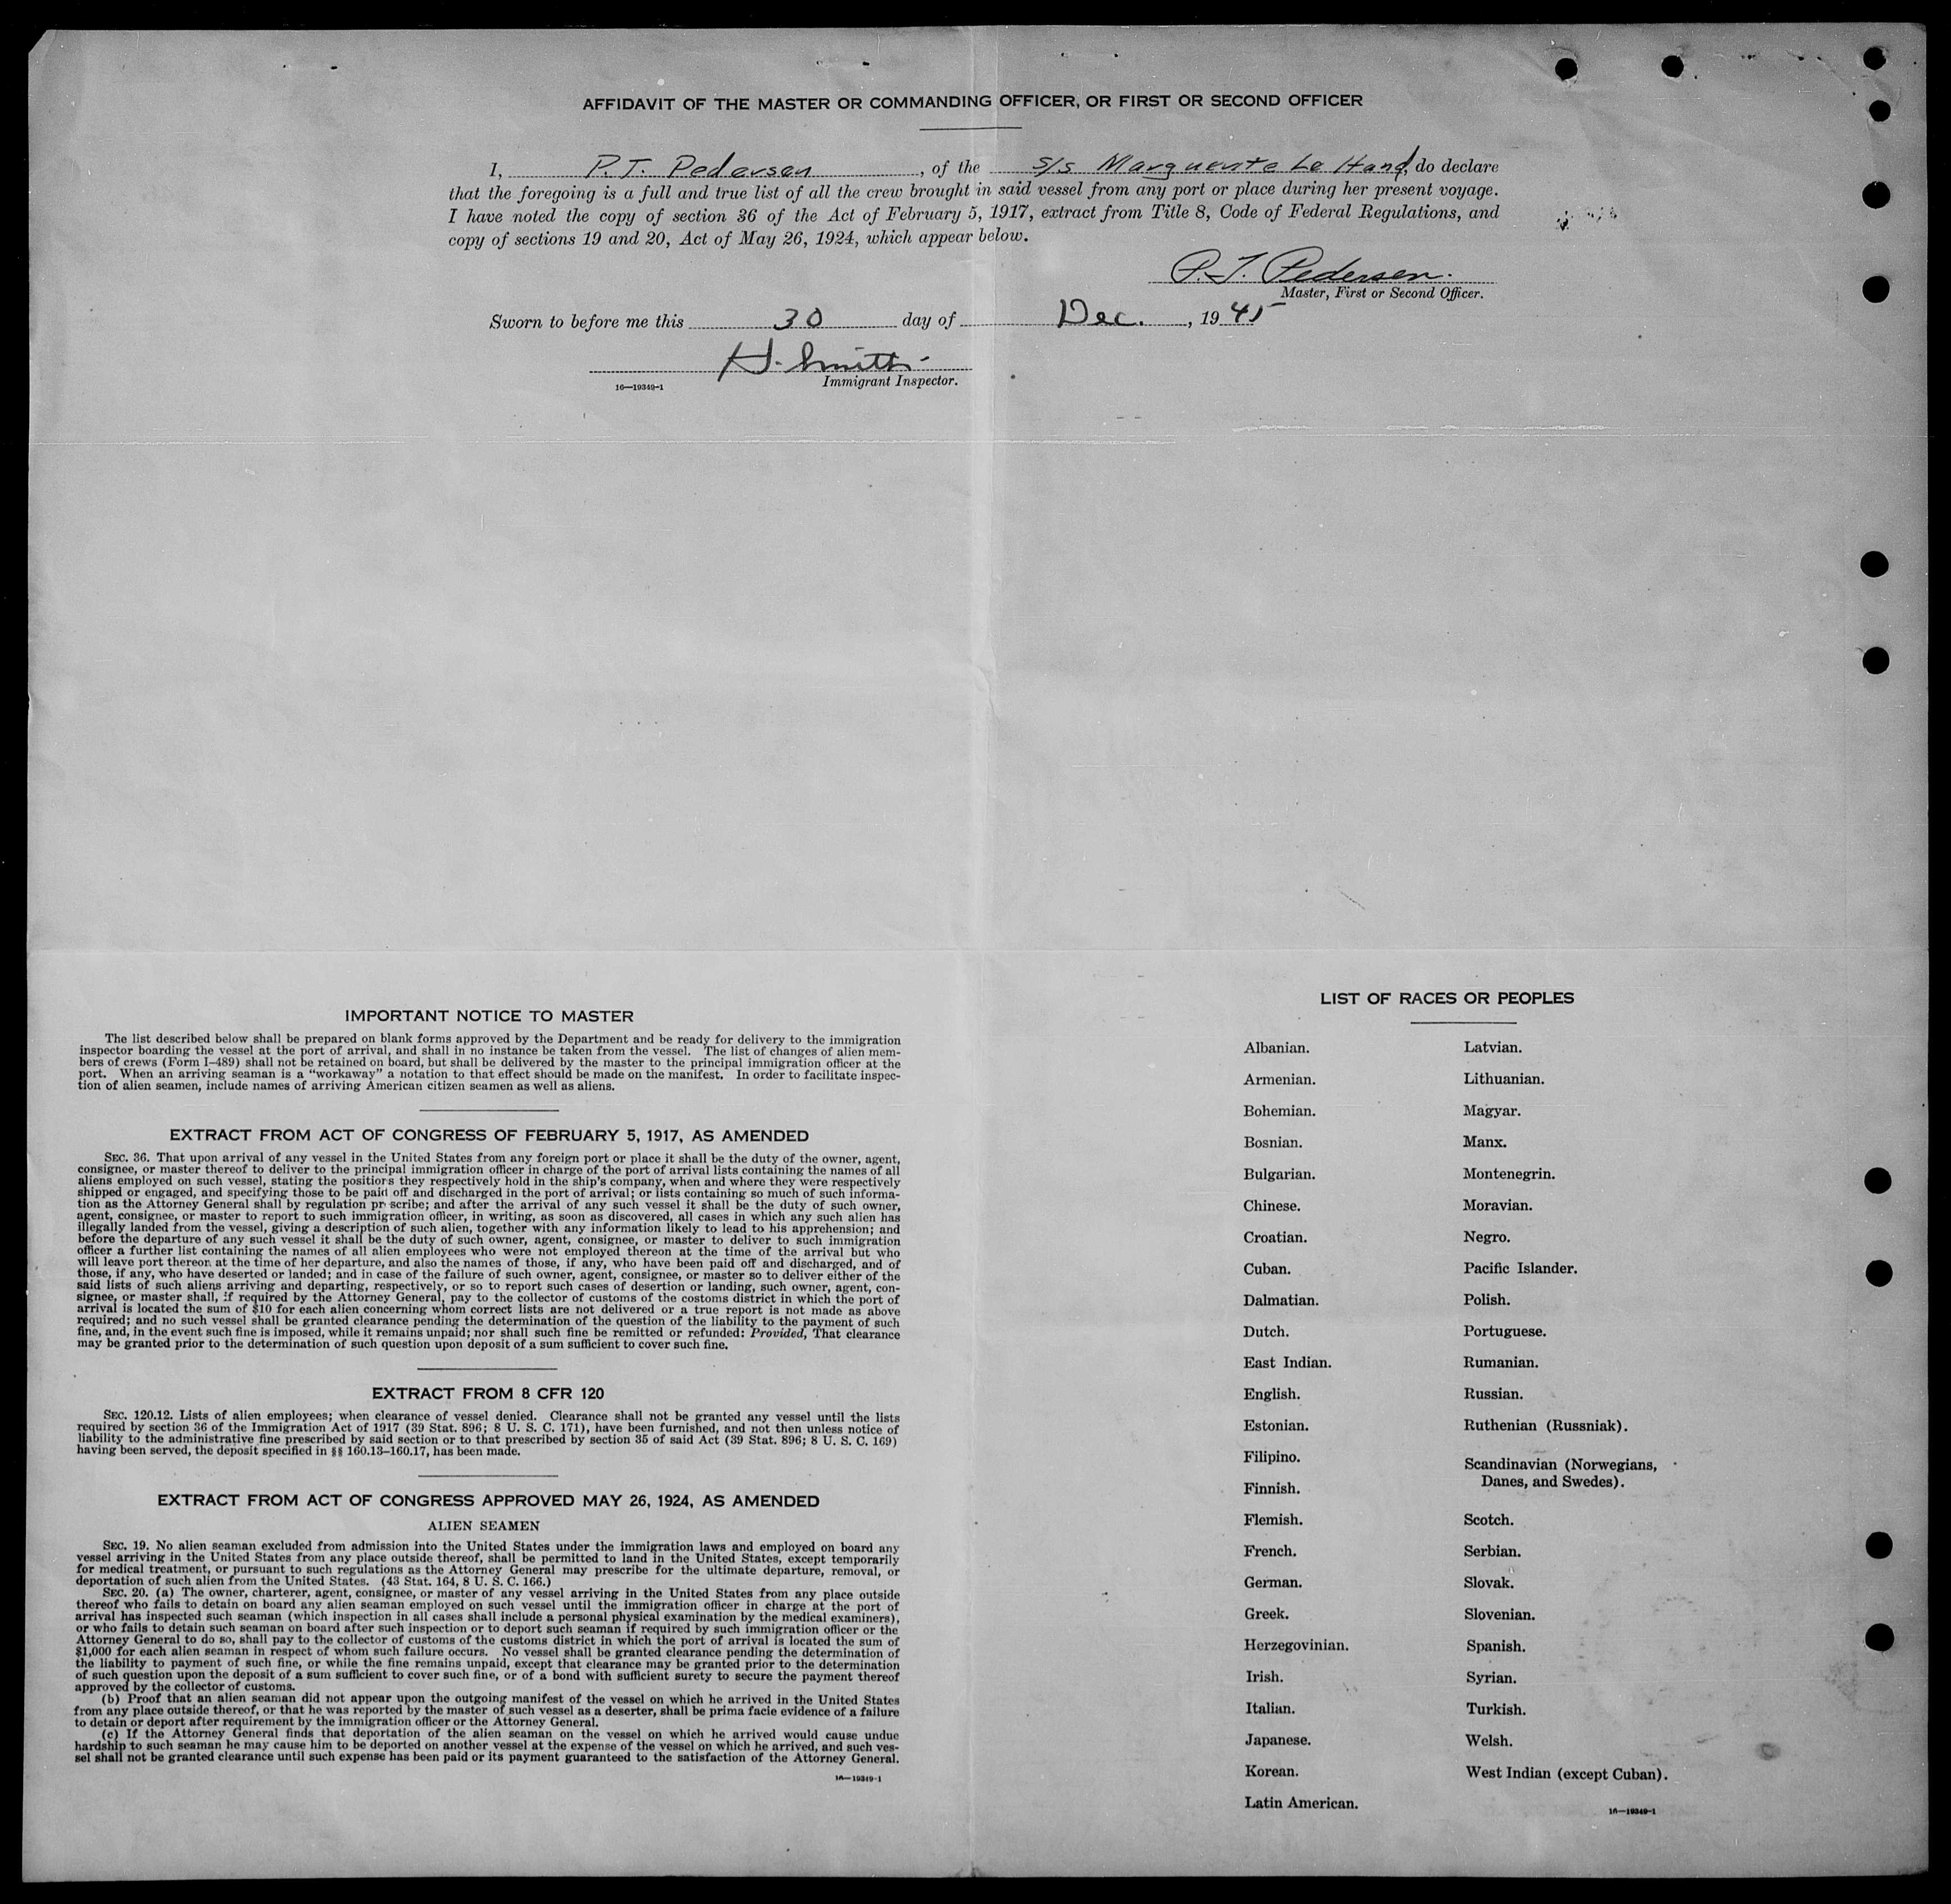 AFFIDAVIT OF THE MASTER OR COMMANDING OFFICER, OR FIRST OR SECOND OFFICER
I, P.T. Pedersen, of the s/s Marguerite Le Hand, do declare
that the foregoing is a full and true list of all the crew brought in said vessel from any port or place during her present voyage.
I have noted the copy of section 36 of the Act of February 5, 1917, extract from Title 8, Code of Federal Regulations, and
copy of sections 19 and 20, Act of May 26, 1924, which appear below.
P.T. Pedersen.
Master, First or Second Officer.
Sworn to before me this 30 day of Dec., 1945
H. Smith
16—19349-1 Immigrant Inspector.
IMPORTANT NOTICE TO MASTER
The list described below shall be prepared on blank forms approved by the Department and be ready for delivery to the immigration
inspector boarding the vessel at the port of arrival, and shall in no instance be taken from the vessel. The list of changes of alien mem-
bers of crews (Form I-489) shall not be retained on board, but shall be delivered by the master to the principal immigration officer at the
port. When an arriving seaman is a "workaway" a notation to that effect should be made on the manifest. In order to facilitate inspec-
tion of alien seamen, include names of arriving American citizen seamen as well as aliens.
EXTRACT FROM ACT OF CONGRESS OF FEBRUARY 5, 1917, AS AMENDED
SEC. 36. That upon arrival of any vessel in the United States from any foreign port or place it shall be the duty of the owner, agent,
consignee, or master thereof to deliver to the principal immigration officer in charge of the port of arrival lists containing the names of all
aliens employed on such vessel, stating the positions they respectively hold in the ship's company, when and where they were respectively
shipped or engaged, and specifying those to be paid off and discharged in the port of arrival; or lists containing so much of such informa-
tion as the Attorney General shall by regulation prescribe; and after the arrival of any such vessel it shall be the duty of such owner,
agent, consignee, or master to report to such immigration officer, in writing, as soon as discovered, all cases in which any such alien has
illegally landed from the vessel, giving a description of such alien, together with any information likely to lead to his apprehension; and
before the departure of any such vessel it shall be the duty of such owner, agent, consignee, or master to deliver to such immigration
officer a further list containing the names of all alien employees who were not employed thereon at the time of the arrival but who
will leave port thereon at the time of her departure, and also the names of those, if any, who have been paid off and discharged, and of
those, if any, who have deserted or landed; and in case of the failure of such owner, agent, consignee, or master so to deliver either of the
said lists of such aliens arriving and departing, respectively, or so to report such cases of desertion or landing, such owner, agent, con-
signee, or master shall, if required by the Attorney General, pay to the collector of customs of the costoms district in which the port of
arrival is located the sum of $10 for each alien concerning whom correct lists are not delivered or a true report is not made as above
required; and no such vessel shall be granted clearance pending the determination of the question of the liability to the payment of such
fine, and, in the event such fine is imposed, while it remains unpaid; nor shall such fine be remitted or refunded: Provided, That clearance
may be granted prior to the determination of such question upon deposit of a sum sufficient to cover such fine.
EXTRACT FROM 8 CFR 120
SEC. 120.12. Lists of alien employees; when clearance of vessel denied. Clearance shall not be granted any vessel until the lists
required by section 36 of the Immigration Act of 1917 (39 Stat. 896; 8 U. S. C. 171), have been furnished, and not then unless notice of
liability to the administrative fine prescribed by said section or to that prescribed by section 35 of said Act (39 Stat. 896; 8 U. S. C. 169)
having been served, the deposit specified in §§ 160.13–160.17, has been made.
EXTRACT FROM ACT OF CONGRESS APPROVED MAY 26, 1924, AS AMENDED
ALIEN SEAMEN
SEC. 19. No alien seaman excluded from admission into the United States under the immigration laws and employed on board any
vessel arriving in the United States from any place outside thereof, shall be permitted to land in the United States, except temporarily
for medical treatment, or pursuant to such regulations as the Attorney General may prescribe for the ultimate departure, removal, or
deportation of such alien from the United States. (43 Stat. 164, 8 U. S. C. 166.)
SEC. 20. (a) The owner, charterer, agent, consignee, or master of any vessel arriving in the United States from any place outside
thereof who fails to detain on board any alien seaman employed on such vessel until the immigration officer in charge at the port of
arrival has inspected such seaman (which inspection in all cases shall include a personal physical examination by the medical examiners),
or who fails to detain such seaman on board after such inspection or to deport such seaman if required by such immigration officer or the
Attorney General to do so, shall pay to the collector of customs of the customs district in which the port of arrival is located the sum of
$1,000 for each alien seaman in respect of whom such failure occurs. No vessel shall be granted clearance pending the determination of
the liability to payment of such fine, or while the fine remains unpaid, except that clearance may be granted prior to the determination
of such question upon the deposit of a sum sufficient to cover such fine, or of a bond with sufficient surety to secure the payment thereof
approved by the collector of customs.
(b) Proof that an alien seaman did not appear upon the outgoing manifest of the vessel on which he arrived in the United States
from any place outside thereof, or that he was reported by the master of such vessel as a deserter, shall be prima facie evidence of a failure
to detain or deport after requirement by the immigration officer or the Attorney General.
(c) If the Attorney General finds that deportation of the alien seaman on the vessel on which he arrived would cause undue
hardship to such seaman he may cause him to be deported on another vessel at the expense of the vessel on which he arrived, and such ves-
sel shall not be granted clearance until such expense has been paid or its payment guaranteed to the satisfaction of the Attorney General.
16—19349-1
LIST OF RACES OR PEOPLES
Albanian.
Armenian.
Bohemian.
Bosnian.
Bulgarian.
Chinese.
Croatian.
Cuban.
Dalmatian.
Dutch.
East Indian.
English.
Estonian.
Filipino.
Finnish.
Flemish.
French.
German.
Greek.
Herzegovinian.
Irish.
Italian.
Japanese.
Korean.
Latin American.
Latvian.
Lithuanian.
Magyar.
Manx.
Montenegrin.
Moravian.
Negro.
Pacific Islander.
Polish.
Portuguese.
Rumanian.
Russian.
Ruthenian (Russniak).
Scandinavian (Norwegians,
Danes, and Swedes).
Scotch.
Serbian.
Slovak.
Slovenian.
Spanish.
Syrian.
Turkish.
Welsh.
West Indian (except Cuban).
16—19349-1